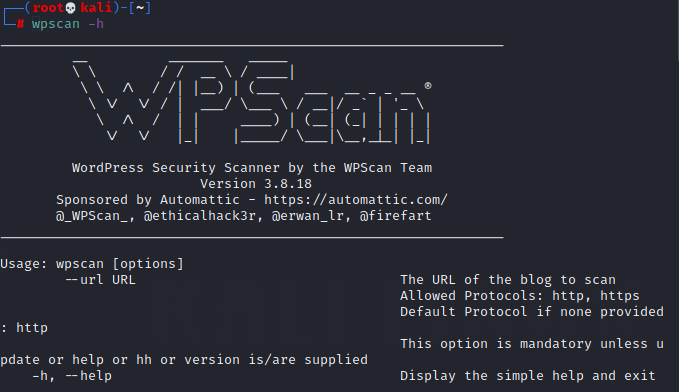 ┌──(root💀kali)-[~]
└─# wpscan -h
_______________________________________________________________
WPScan ®
WordPress Security Scanner by the WPScan Team
Version 3.8.18
Sponsored by Automattic - https://automattic.com/
@_WPScan_, @ethicalhack3r, @erwan_lr, @firefart
_______________________________________________________________
Usage: wpscan [options]
--url URL The URL of the blog to scan
Allowed Protocols: http, https
Default Protocol if none provided
: http
This option is mandatory unless u
pdate or help or hh or version is/are supplied
-h, --help Display the simple help and exit